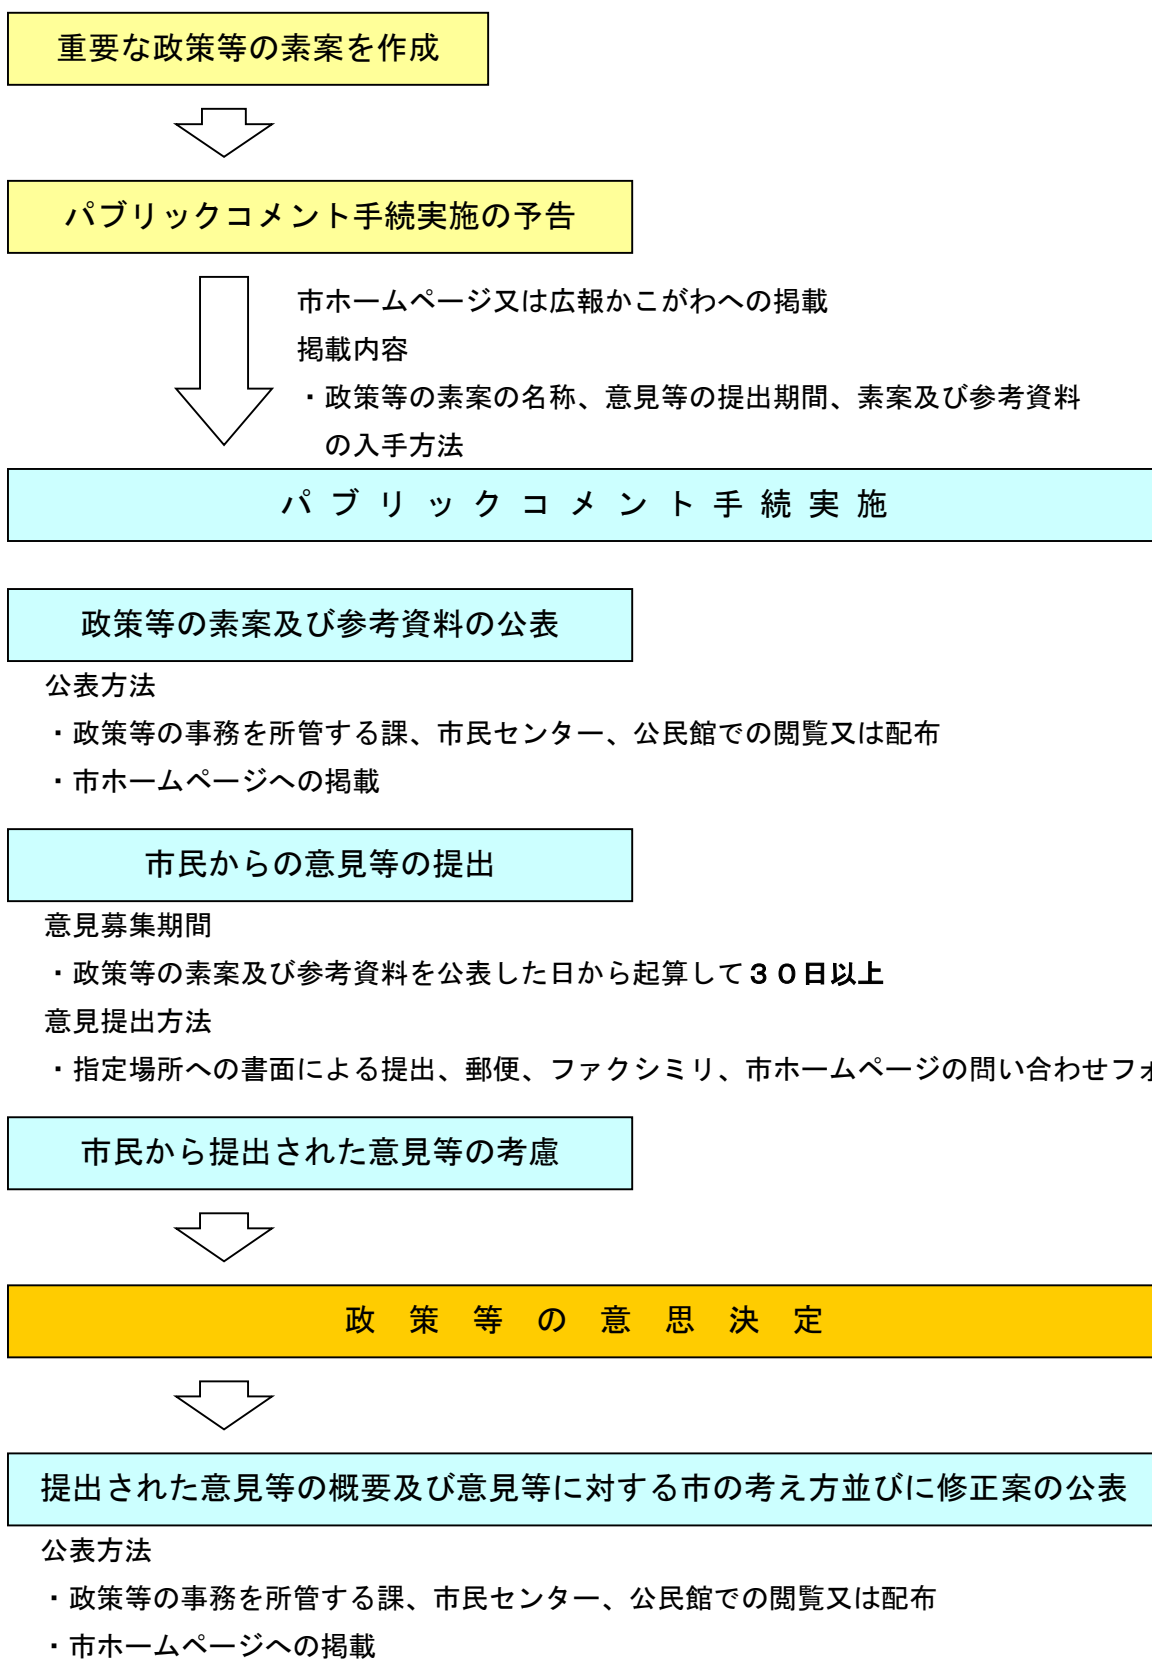 重要な政策等の素案を作成
パブリックコメント手続実施の予告
市ホームページ又は広報かこがわへの掲載
掲載内容
・政策等の素案の名称、意見等の提出期間、素案及び参考資料
の入手方法
パブリックコメント手続実施
政策等の素案及び参考資料の公表
公表方法
・政策等の事務を所管する課、市民センター、公民館での閲覧又は配布
・市ホームページへの掲載
市民からの意見等の提出
意見募集期間
・政策等の素案及び参考資料を公表した日から起算して３０日以上
意見提出方法
・指定場所への書面による提出、郵便、ファクシミリ、市ホームページの問い合わせフォ
市民から提出された意見等の考慮
政策等の意思決定
提出された意見等の概要及び意見等に対する市の考え方並びに修正案の公表
公表方法
・政策等の事務を所管する課、市民センター、公民館での閲覧又は配布
・市ホームページへの掲載